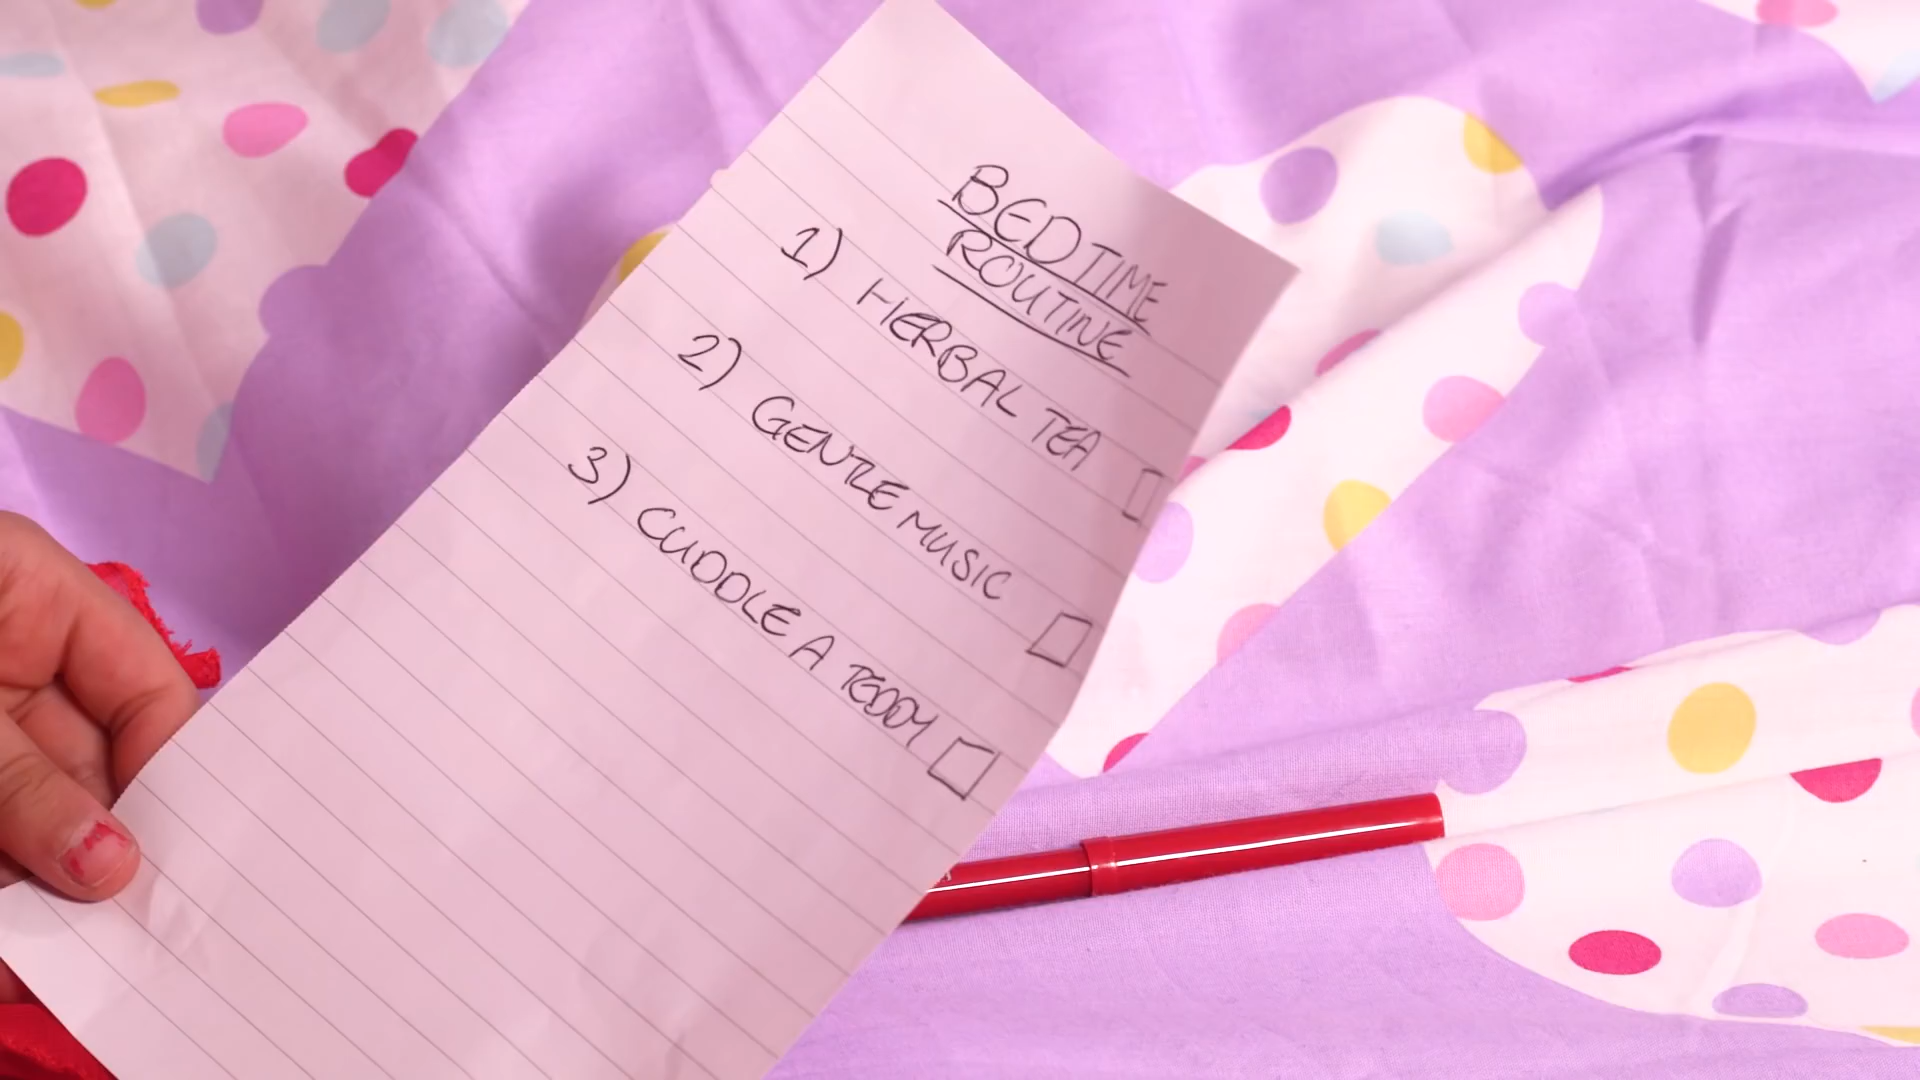 BEDTIME
ROUTINE
1) HERBAL TEA
2) GENTLE MUSIC
3) CUDDLE A TEDDY